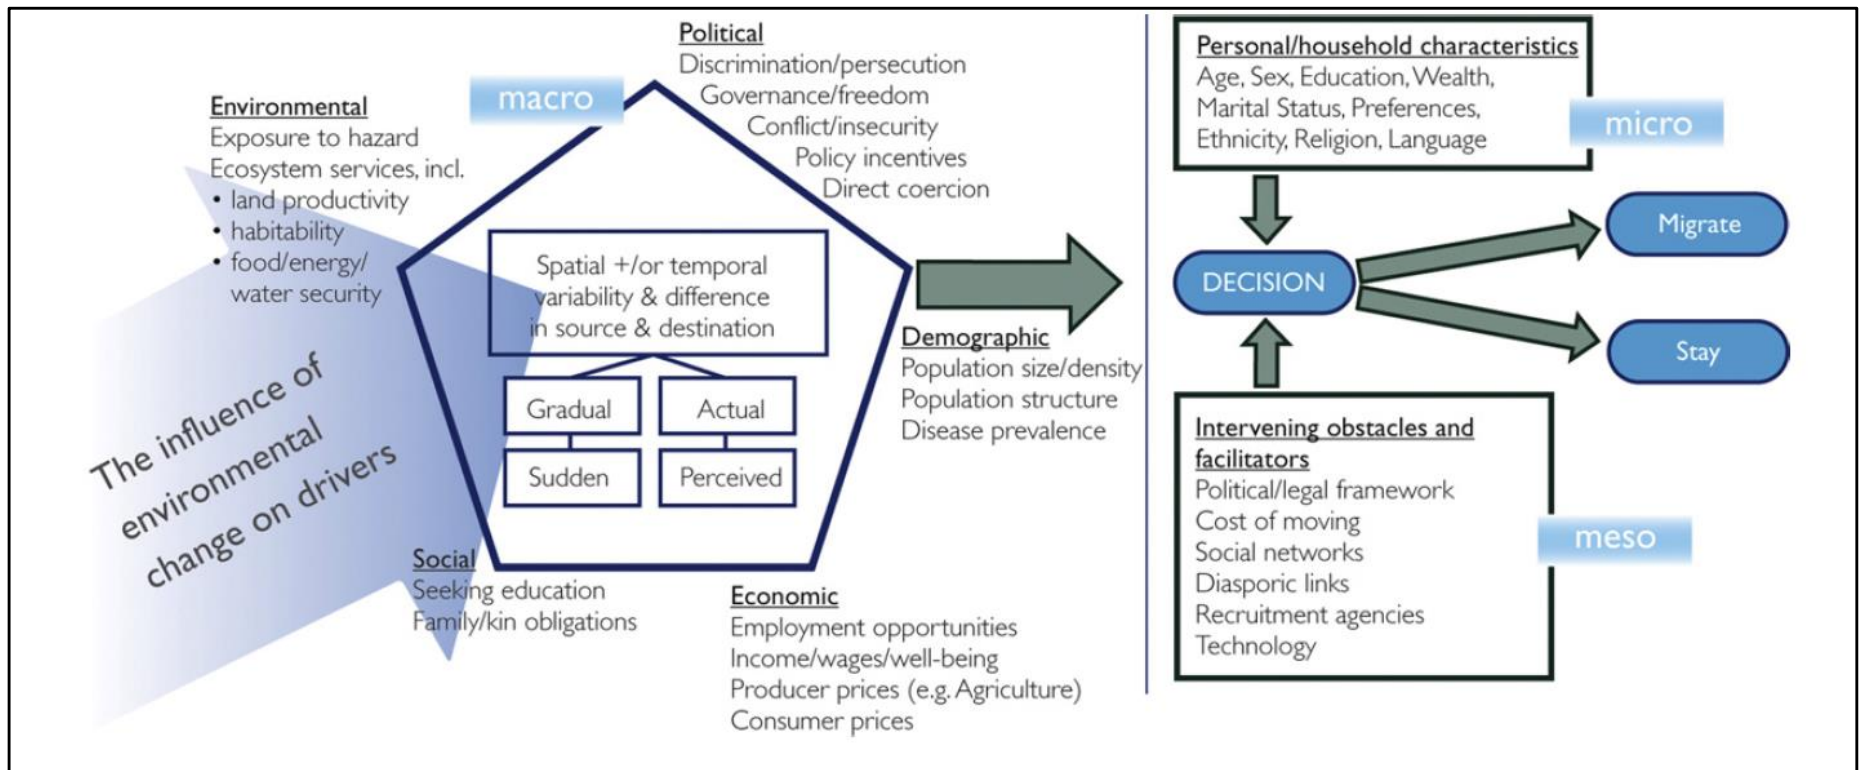 Political
Discrimination/persecution
Governance/freedom
Conflict/insecurity
Policy incentives
Direct coercion
macro
Environmental
Exposure to hazard
Ecosystem services, incl.
• land productivity
• habitability
• food/energy/
water security
Spatial +/or temporal
variability & difference
in source & destination
Gradual
Actual
Sudden
Perceived
The influence of
environmental
change on drivers
Social
Seeking education
Family/kin obligations
Economic
Employment opportunities
Income/wages/well-being
Producer prices (e.g. Agriculture)
Consumer prices
Demographic
Population size/density
Population structure
Disease prevalence
Personal/household characteristics
Age, Sex, Education, Wealth,
Marital Status, Preferences,
Ethnicity, Religion, Language
micro
DECISION
Migrate
Stay
Intervening obstacles and
facilitators
Political/legal framework
Cost of moving
Social networks
Diasporic links
Recruitment agencies
Technology
meso